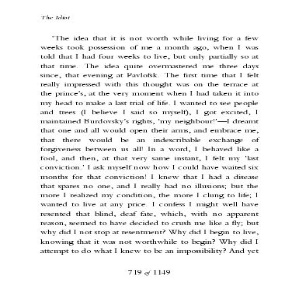 The Idiot
"The idea that it is not worth while living for a few
weeks took possession of me a month ago, when I was
told that I had four weeks to live, but only partially so at
that time. The idea quite overmastered me three days
since, that evening at Pavlofsk. The first time that I felt
really impressed with this thought was on the terrace at
the prince's, at the very moment when I had taken it into
my head to make a last trial of life. I wanted to see people
and trees (I believe I said so myself), I got excited, I
maintained Burdovsky's rights, 'my neighbour!'—I dreamt
that one and all would open their arms, and embrace me,
that there would be an indescribable exchange of
forgiveness between us all! In a word, I behaved like a
fool, and then, at that very same instant, I felt my 'last
conviction.' I ask myself now how I could have waited six
months for that conviction! I knew that I had a disease
that spares no one, and I really had no illusions; but the
more I realized my condition, the more I clung to life; I
wanted to live at any price. I confess I might well have
resented that blind, deaf fate, which, with no apparent
reason, seemed to have decided to crush me like a fly; but
why did I not stop at resentment? Why did I begin to live,
knowing that it was not worthwhile to begin? Why did I
attempt to do what I knew to be an impossibility? And yet
719 of 1149